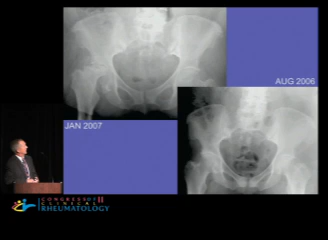 AUG 2006
JAN 2007
CONGRESS OF
CLINICAL
RHEUMATOLOGY